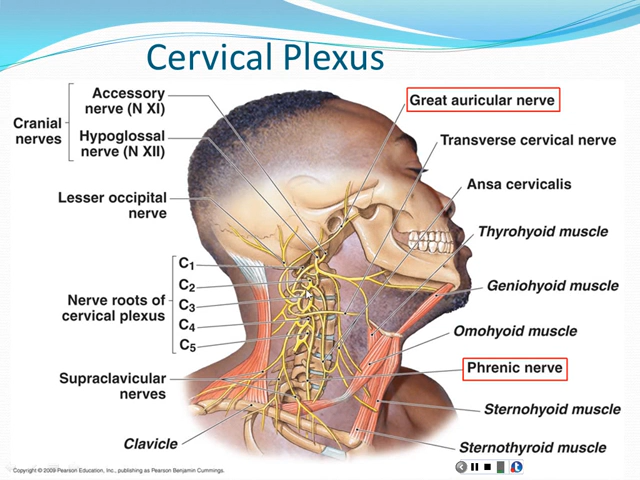 Cervical Plexus
Accessory
nerve (N XI)
Cranial
nerves
Hypoglossal
nerve (N XII)
Lesser occipital
nerve
C1
C2
C3
C4
C5
Nerve roots of
cervical plexus
Supraclavicular
nerves
Clavicle
Great auricular nerve
Transverse cervical nerve
Ansa cervicalis
Thyrohyoid muscle
Geniohyoid muscle
Omohyoid muscle
Phrenic nerve
Sternohyoid muscle
Sternothyroid muscle
Copyright © 2009 Pearson Education, Inc., publishing as Pearson Benjamin Cummings.